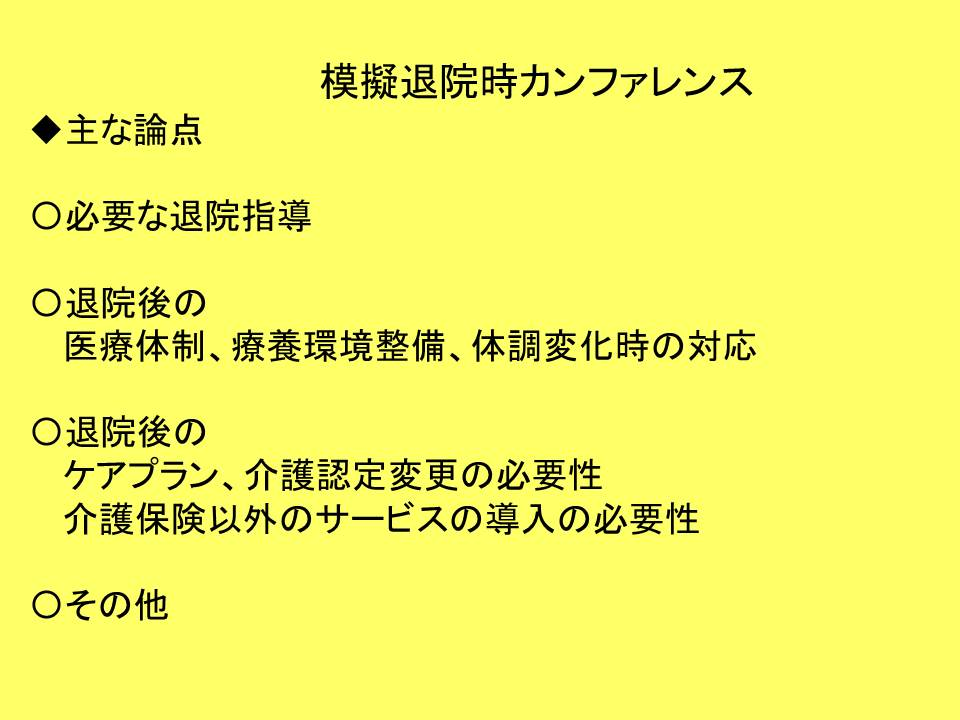 模擬退院時カンファレンス
◆主な論点
○必要な退院指導
○退院後の
医療体制、療養環境整備、体調変化時の対応
○退院後の
ケアプラン、介護認定変更の必要性
介護保険以外のサービスの導入の必要性
○その他